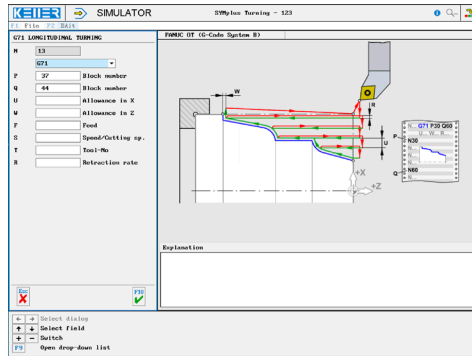 KELLER SIMULATOR SYMplus Turning - 123
F1 File F2 Edit
G71 LONGITUDINAL TURNING
N 13
G71
P 37 Block number
Q 44 Block number
U Allowance in X
W Allowance in Z
F Feed
S Speed/Cutting sp.
T Tool-No
R Retraction rate
Esc F10
FANUC 0T (G-Code System B)
W
R
U
+X
+Z
N... G71 P30 Q60
U... W... R...
P N30
N...
N...
N...
Q N60
N...
Explanation
Select dialog
Select field
+ - Switch
F9 Open drop-down list